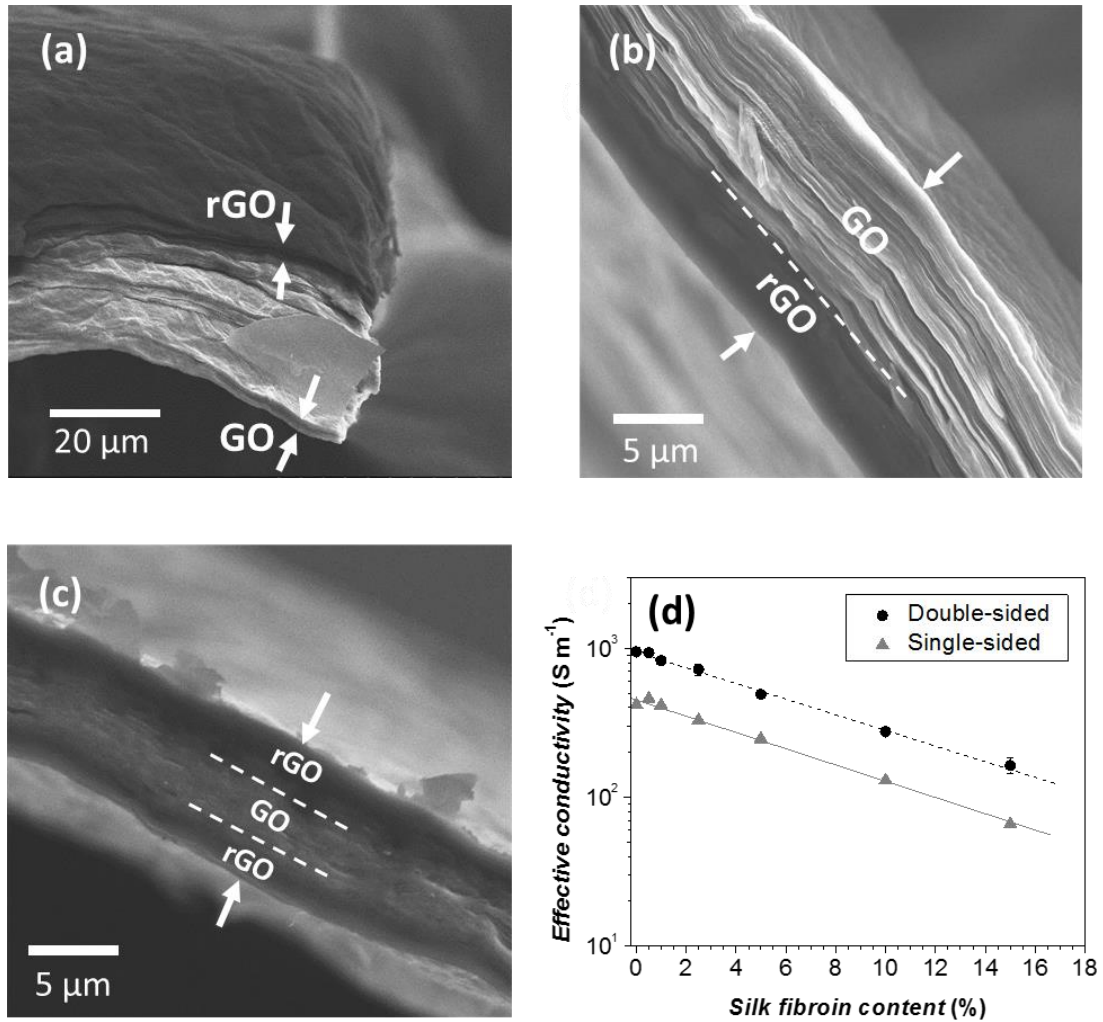 (a)
rGO
GO
20 μm
(b)
GO
rGO
5 μm
(c)
rGO
GO
rGO
5 μm
(d)
Double-sided
Single-sided
Effective conductivity (S m⁻¹)
10³
10²
10¹
0 2 4 6 8 10 12 14 16 18
Silk fibroin content (%)